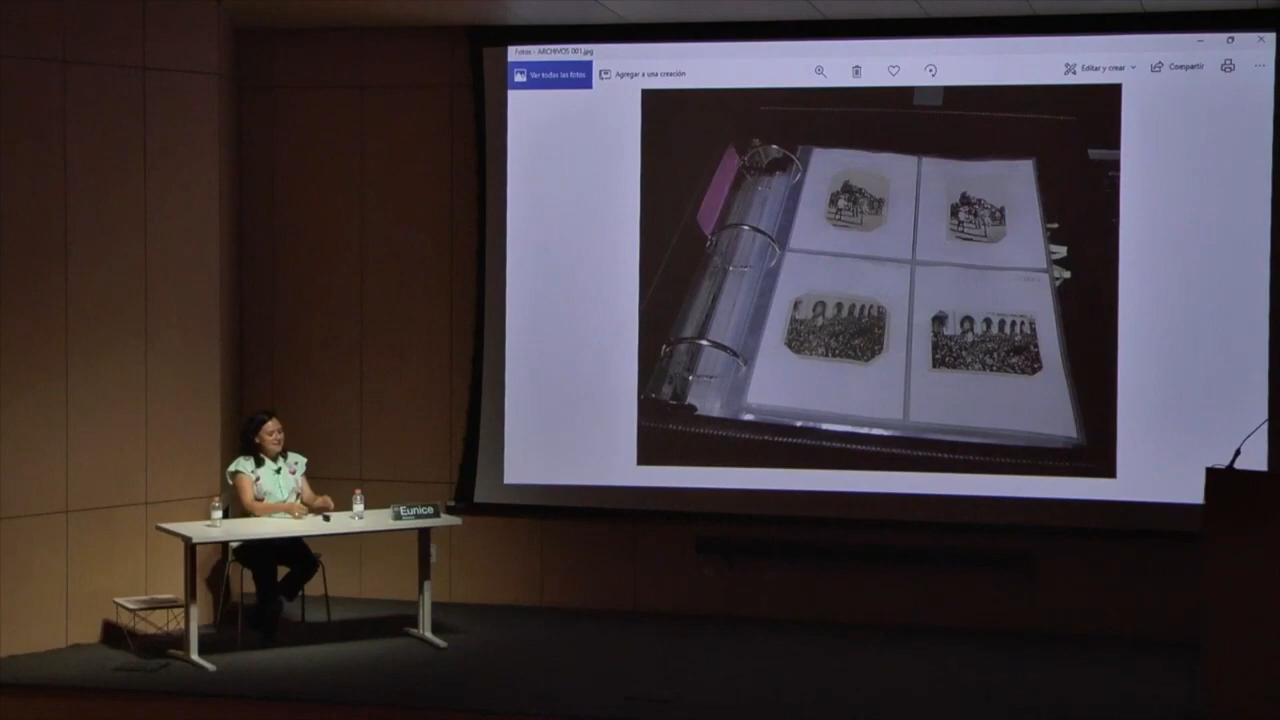 Fotos - ARCHIVOS 001.jpg
Ver todas las fotos
Agregar a una creación
Editar y crear
Compartir
Eunice